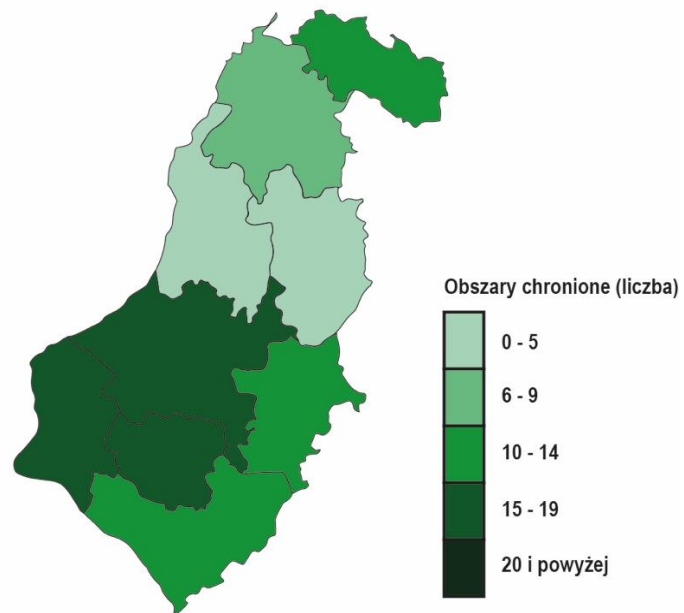 Obszary chronione (liczba)
0 - 5
6 - 9
10 - 14
15 - 19
20 i powyżej